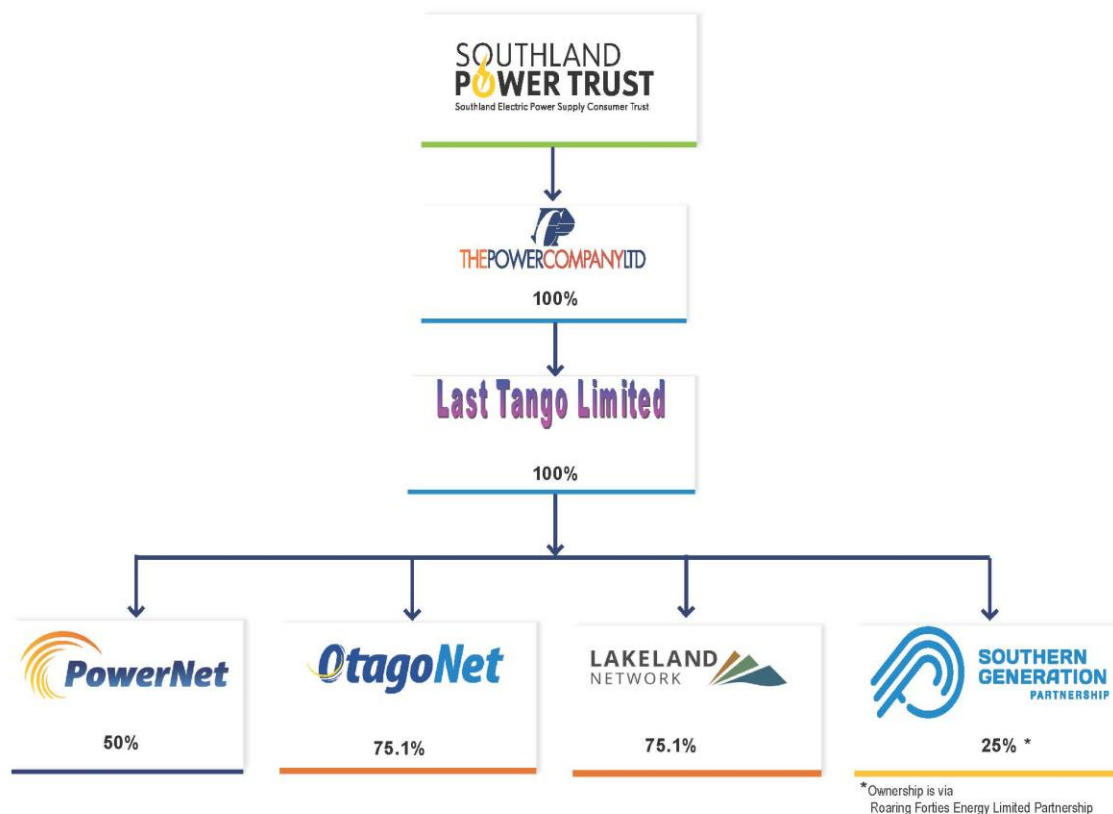 SOUTHLAND
POWER TRUST
Southland Electric Power Supply Consumer Trust
THEPOWERCOMPANYLTD
100%
Last Tango Limited
100%
PowerNet
50%
OtagoNet
75.1%
LAKELAND
NETWORK
75.1%
SOUTHERN
GENERATION
PARTNERSHIP
25% *
*Ownership is via
Roaring Forties Energy Limited Partnership